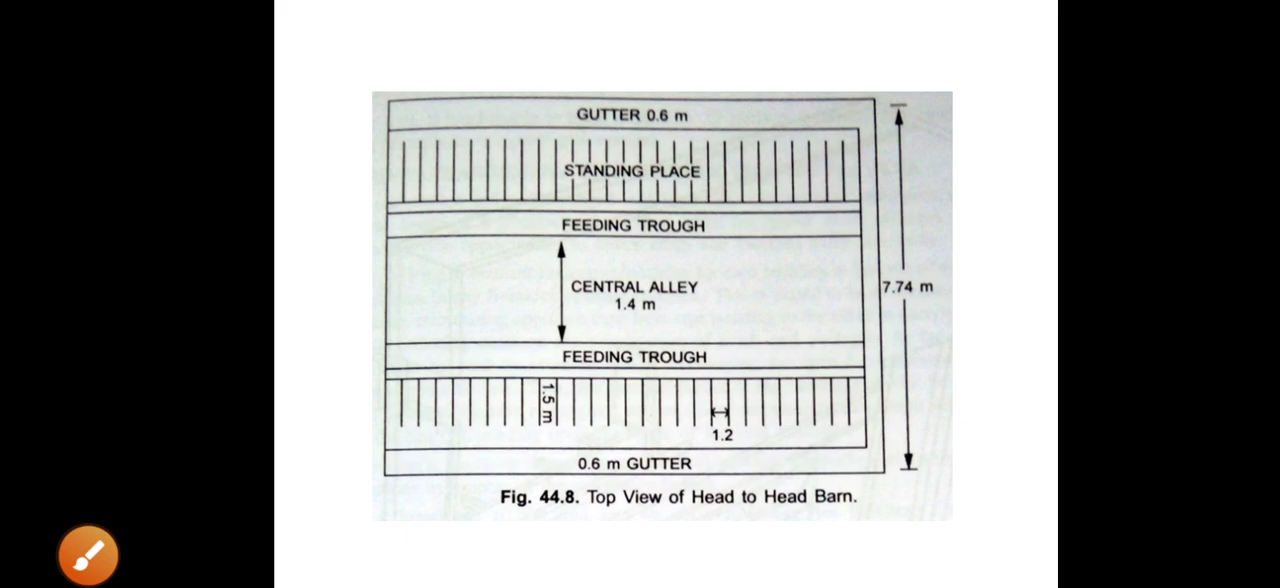 GUTTER 0.6 m
STANDING PLACE
FEEDING TROUGH
CENTRAL ALLEY
1.4 m
7.74 m
FEEDING TROUGH
1.5 m
1.2
0.6 m GUTTER
Fig. 44.8. Top View of Head to Head Barn.